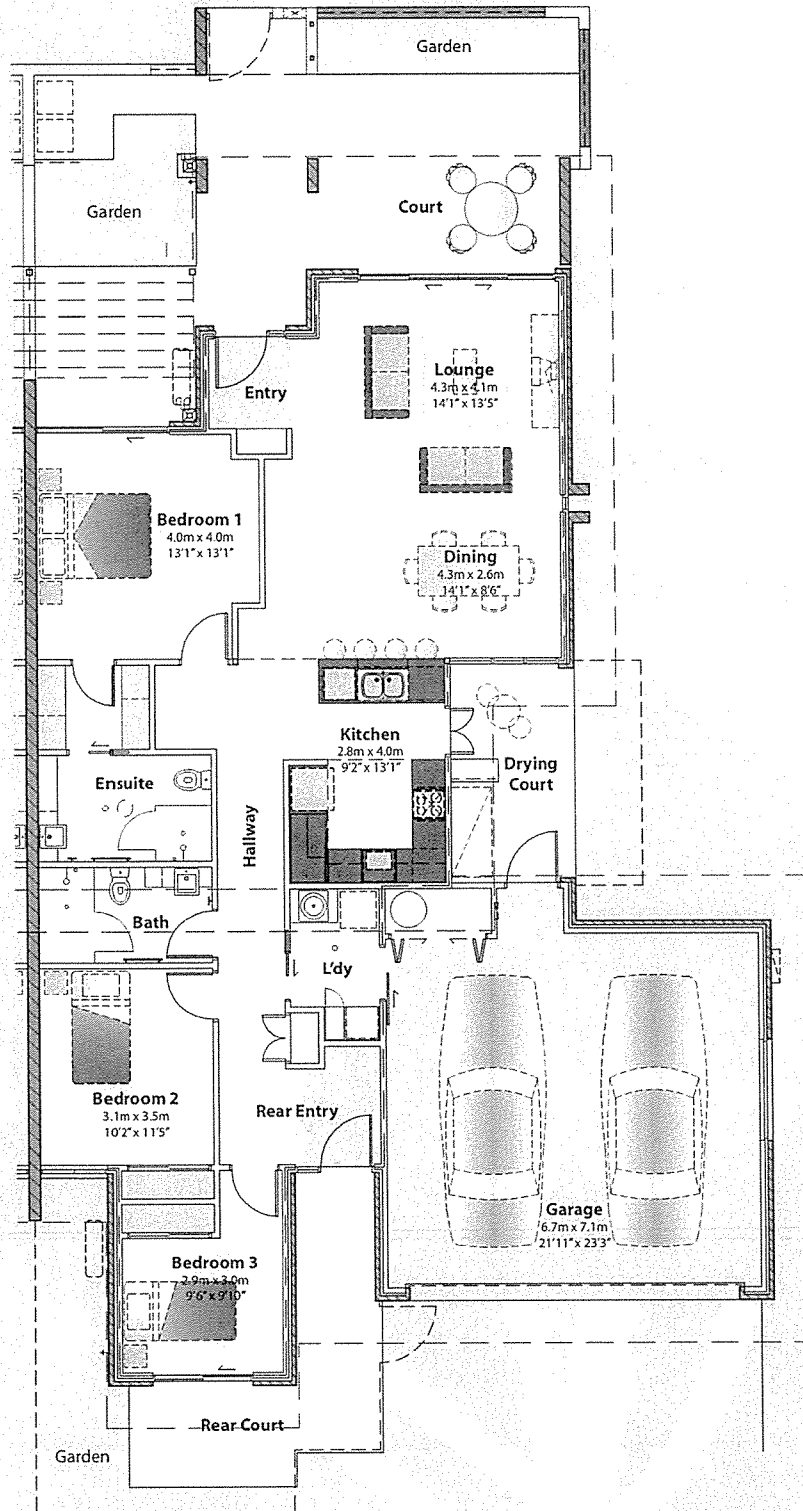 Garden
Garden
Court
Lounge
4.3m x 4.1m
14'1" x 13'5"
Entry
Bedroom 1
4.0m x 4.0m
13'1" x 13'1"
Dining
4.3m x 2.6m
14'1" x 8'6"
Kitchen
2.8m x 4.0m
9'2" x 13'1"
Drying
Court
Ensuite
Hallway
Bath
L'dy
Bedroom 2
3.1m x 3.5m
10'2" x 11'5"
Rear Entry
Garage
6.7m x 7.1m
21'11" x 23'3"
Bedroom 3
2.9m x 3.0m
9'6" x 9'10"
Rear Court
Garden